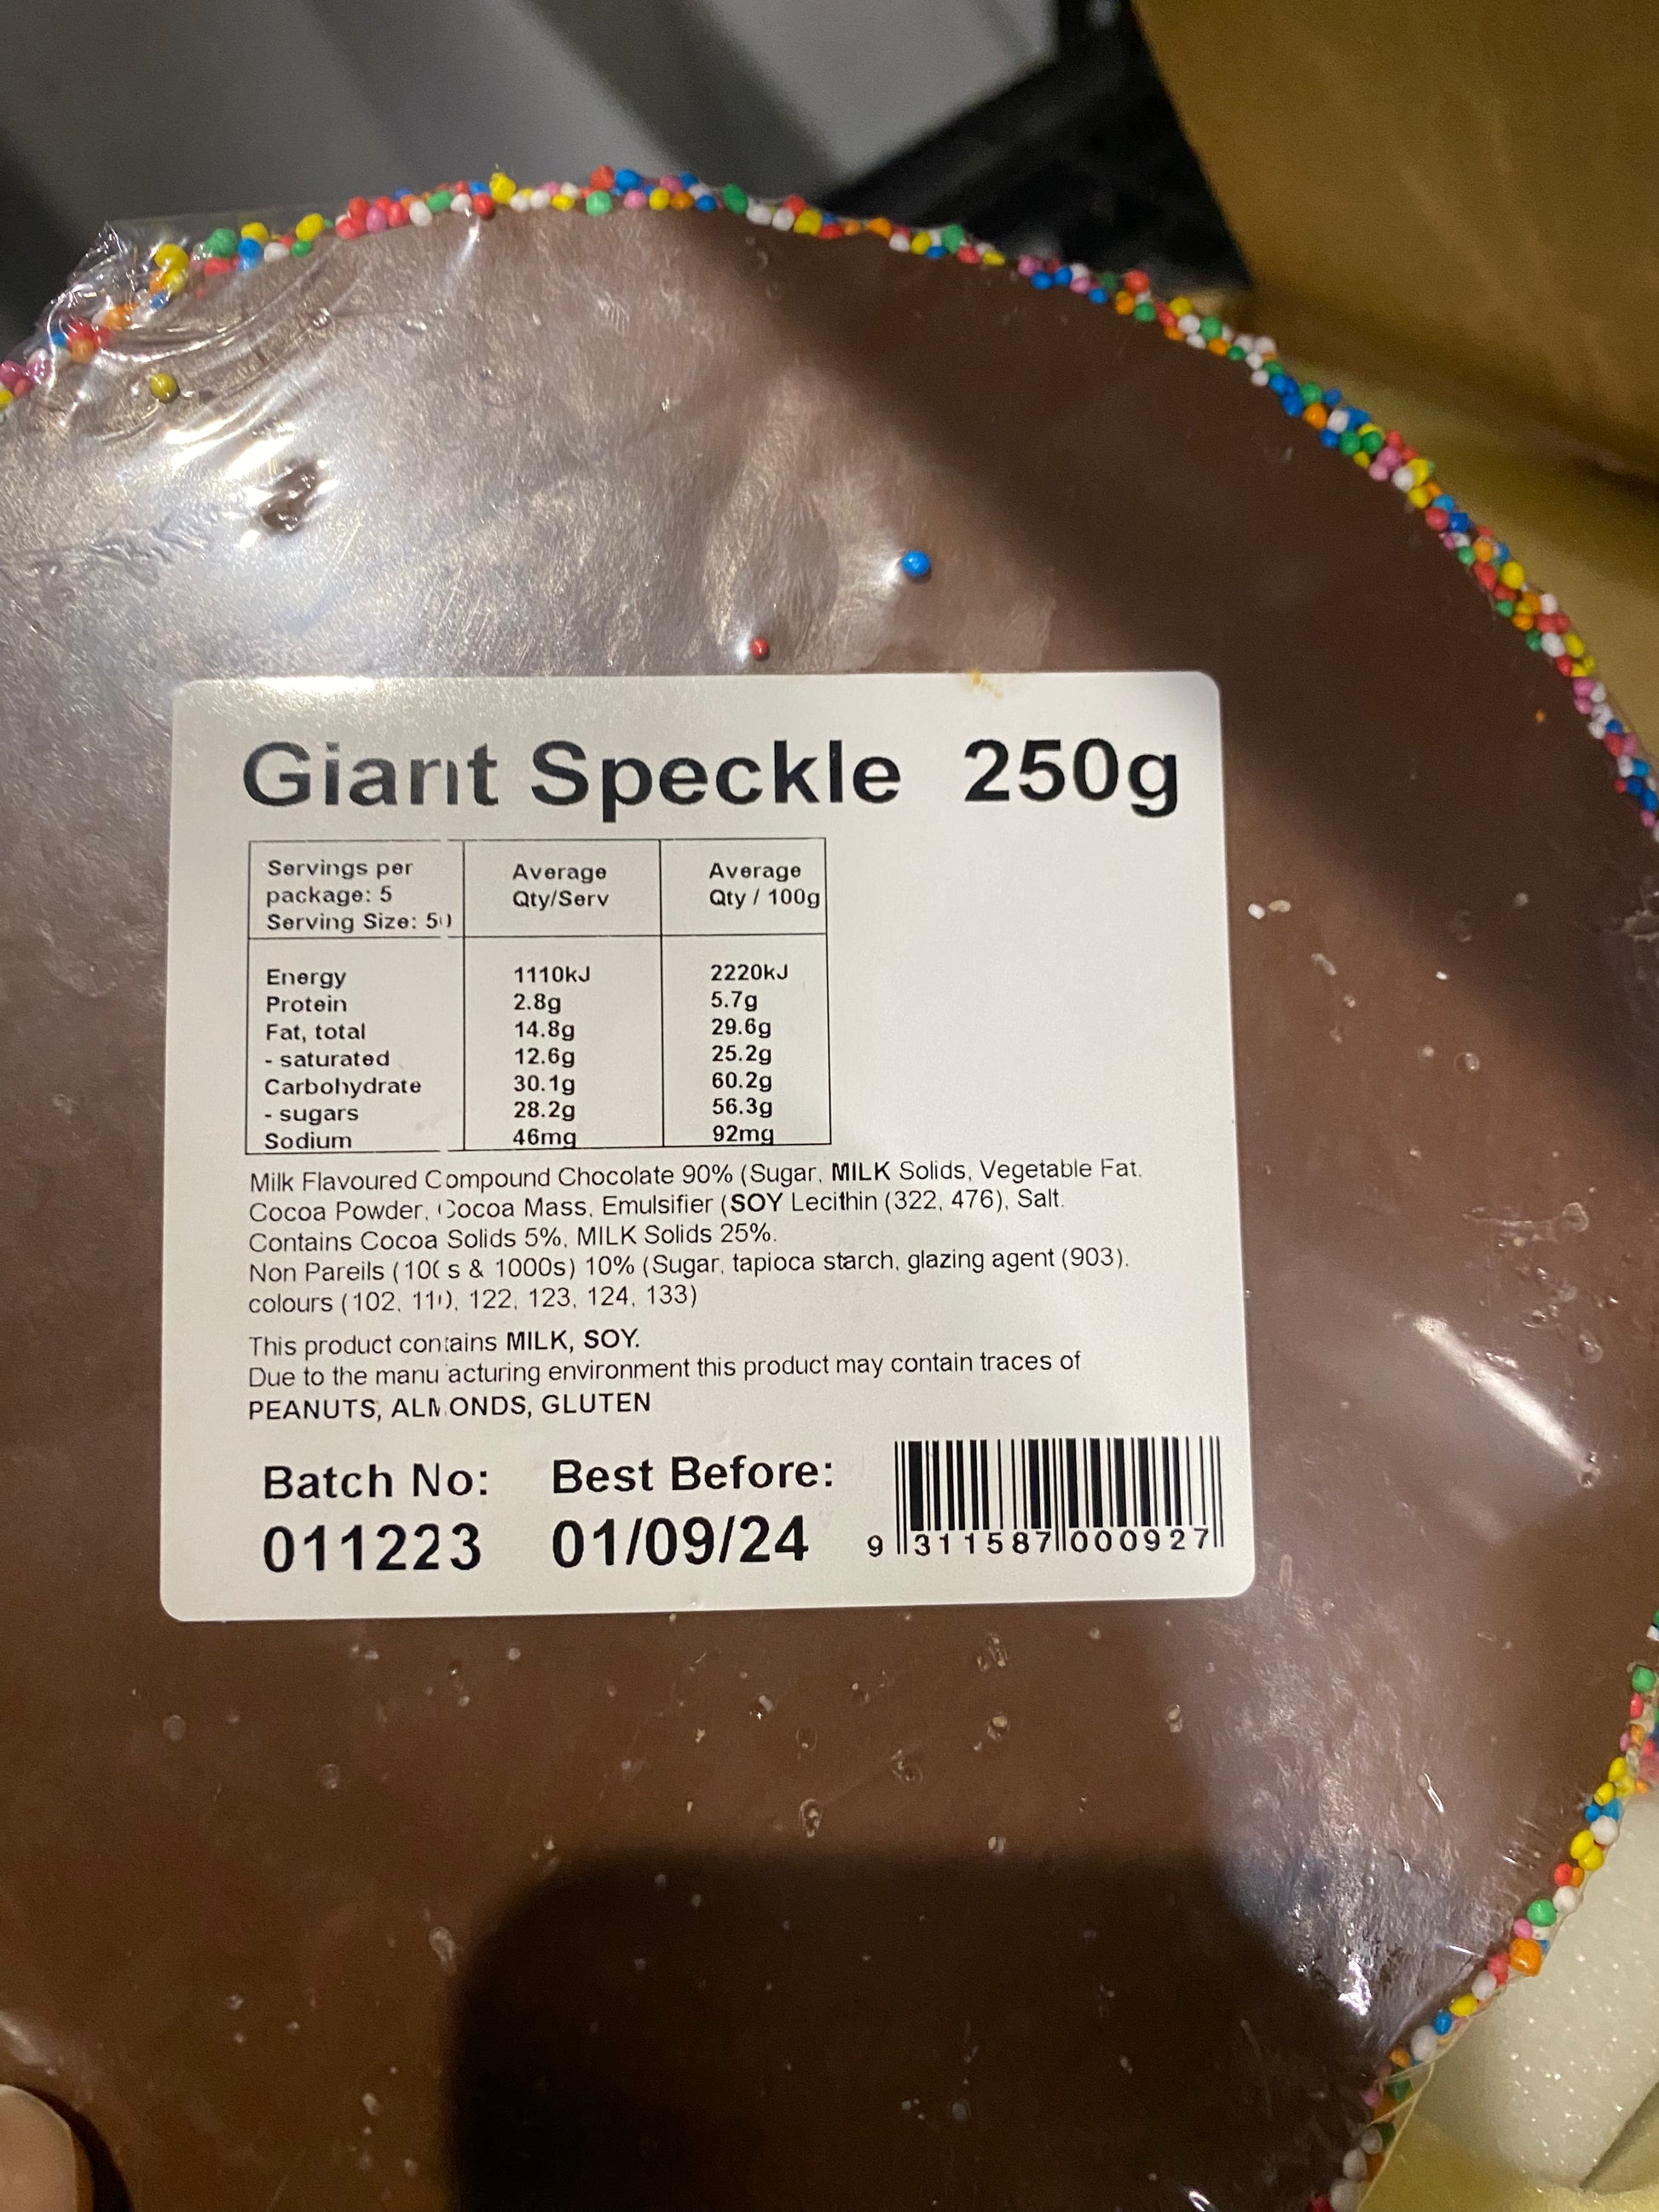 Giant Speckle 250g
Servings per
package: 5
Serving Size: 50
Average
Qty/Serv
Average
Qty / 100g
Energy 1110kJ 2220kJ
Protein 2.8g 5.7g
Fat, total 14.8g 29.6g
- saturated 12.6g 25.2g
Carbohydrate 30.1g 60.2g
- sugars 28.2g 56.3g
Sodium 46mg 92mg
Milk Flavoured Compound Chocolate 90% (Sugar, MILK Solids, Vegetable Fat.
Cocoa Powder, Cocoa Mass, Emulsifier (SOY Lecithin (322, 476), Salt.
Contains Cocoa Solids 5%, MILK Solids 25%.
Non Pareils (100s & 1000s) 10% (Sugar, tapioca starch, glazing agent (903).
colours (102, 110, 122, 123, 124, 133)
This product contains MILK, SOY.
Due to the manufacturing environment this product may contain traces of
PEANUTS, ALMONDS, GLUTEN
Batch No: Best Before:
011223 01/09/24
9 311587 000927